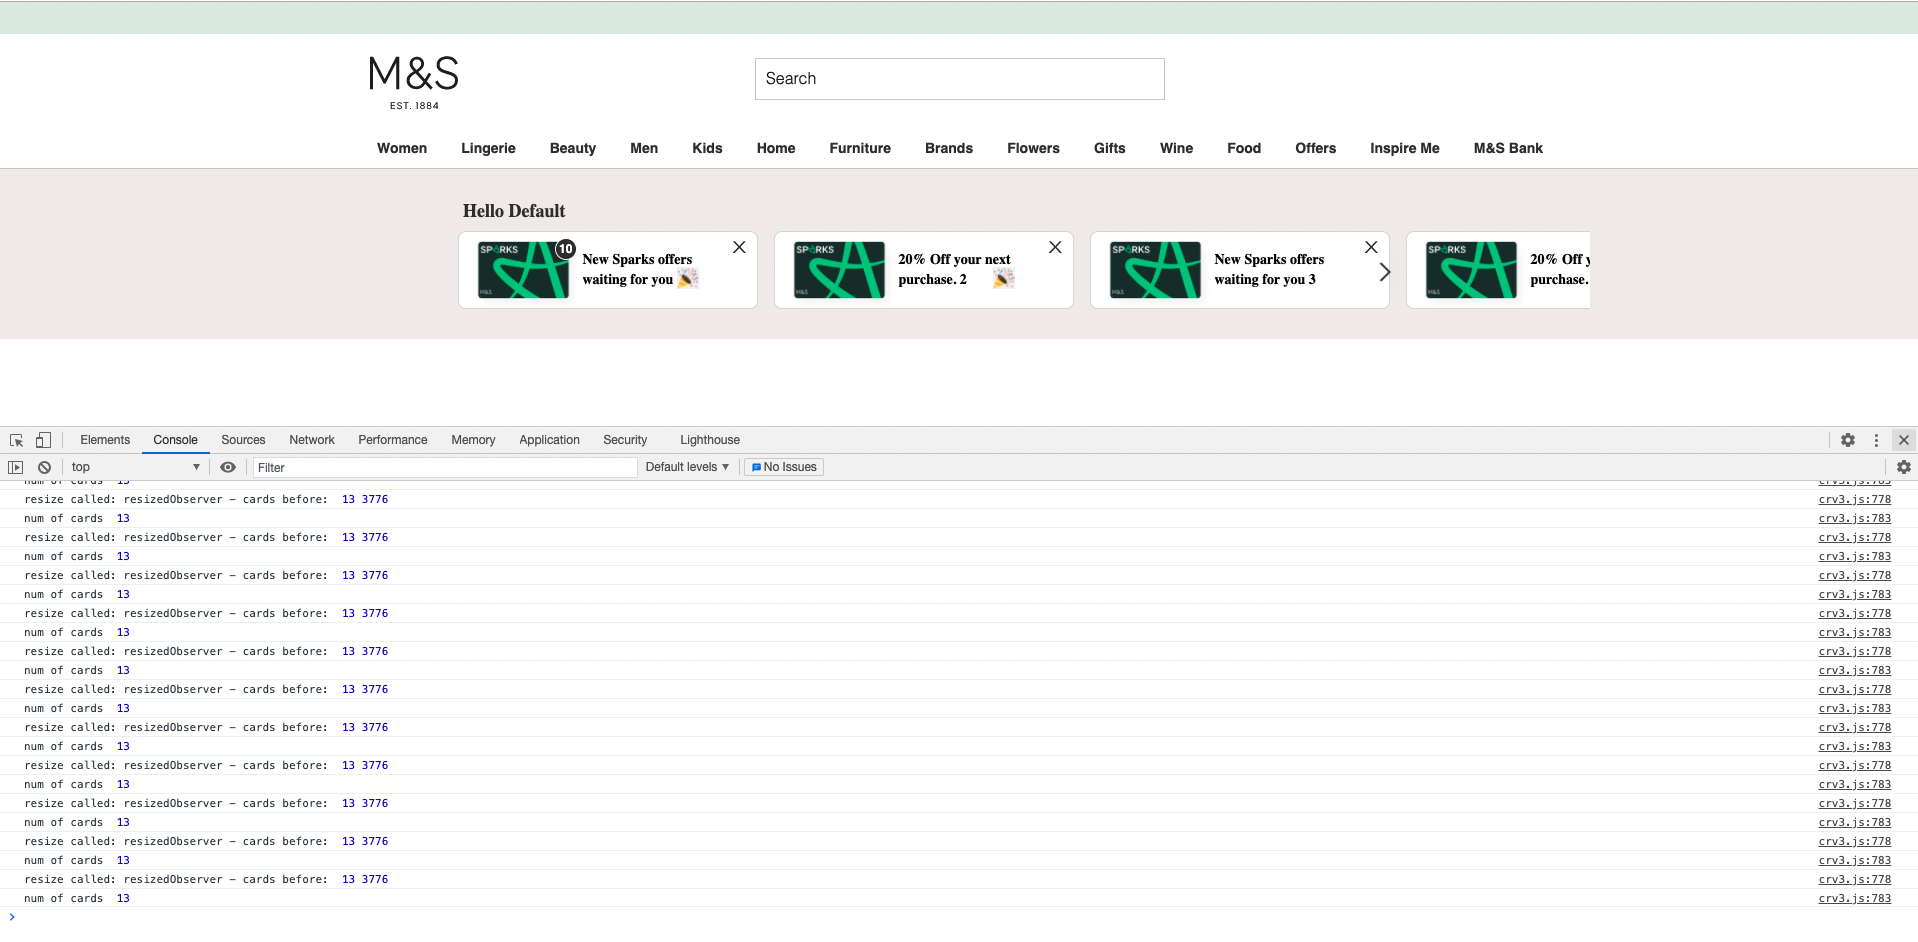 M&S
EST. 1884
Search
Women Lingerie Beauty Men Kids Home Furniture Brands Flowers Gifts Wine Food Offers Inspire Me M&S Bank
Hello Default
SPARKS
M&S
10
New Sparks offers
waiting for you
SPARKS
M&S
20% Off your next
purchase. 2
SPARKS
M&S
New Sparks offers
waiting for you 3
SPARKS
M&S
20% Off y
purchase.
Elements Console Sources Network Performance Memory Application Security Lighthouse
top Filter Default levels No Issues
num of cards 13 crv3.js:783
resize called: resizedObserver – cards before: 13 3776 crv3.js:778
num of cards 13 crv3.js:783
resize called: resizedObserver – cards before: 13 3776 crv3.js:778
num of cards 13 crv3.js:783
resize called: resizedObserver – cards before: 13 3776 crv3.js:778
num of cards 13 crv3.js:783
resize called: resizedObserver – cards before: 13 3776 crv3.js:778
num of cards 13 crv3.js:783
resize called: resizedObserver – cards before: 13 3776 crv3.js:778
num of cards 13 crv3.js:783
resize called: resizedObserver – cards before: 13 3776 crv3.js:778
num of cards 13 crv3.js:783
resize called: resizedObserver – cards before: 13 3776 crv3.js:778
num of cards 13 crv3.js:783
resize called: resizedObserver – cards before: 13 3776 crv3.js:778
num of cards 13 crv3.js:783
resize called: resizedObserver – cards before: 13 3776 crv3.js:778
num of cards 13 crv3.js:783
resize called: resizedObserver – cards before: 13 3776 crv3.js:778
num of cards 13 crv3.js:783
resize called: resizedObserver – cards before: 13 3776 crv3.js:778
num of cards 13 crv3.js:783